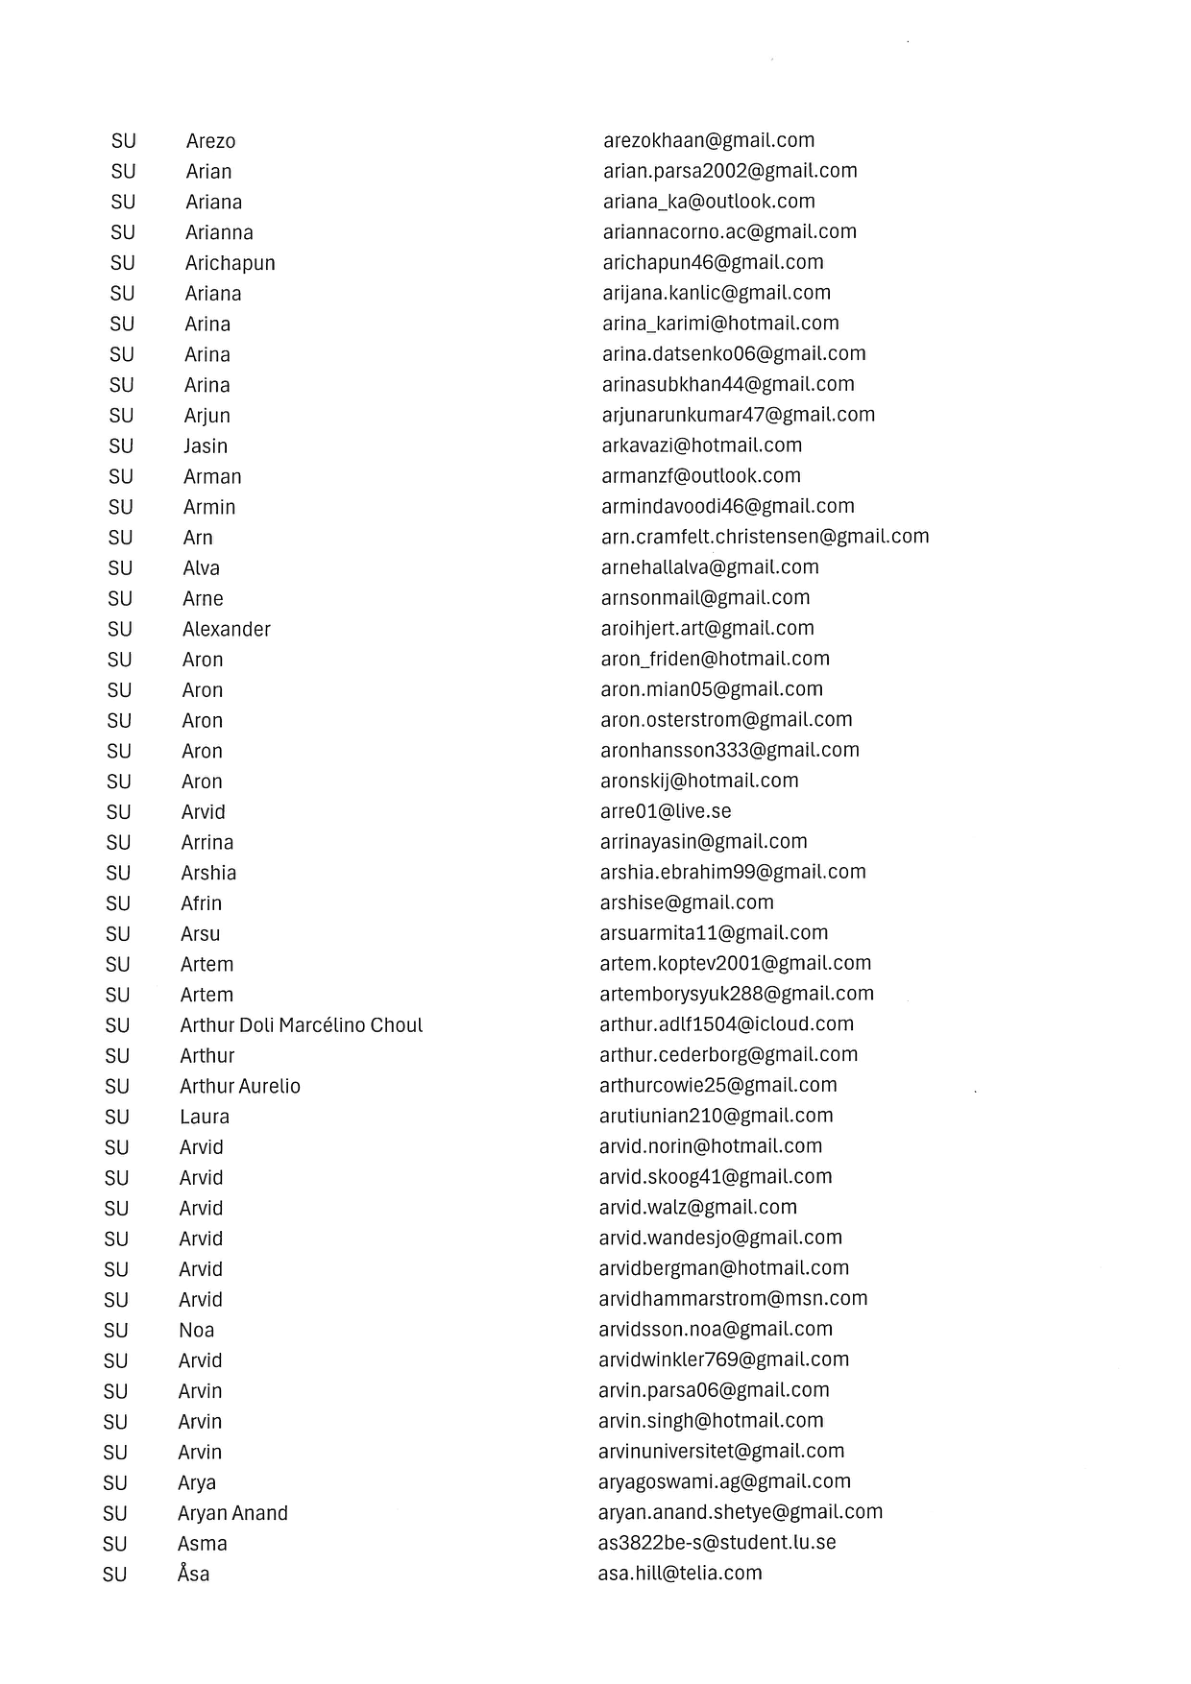 SU Arezo arezokhaan@gmail.com
SU Arian arian.parsa2002@gmail.com
SU Ariana ariana_ka@outlook.com
SU Arianna ariannacorno.ac@gmail.com
SU Arichapun arichapun46@gmail.com
SU Ariana arijana.kanlic@gmail.com
SU Arina arina_karimi@hotmail.com
SU Arina arina.datsenko06@gmail.com
SU Arina arinasubkhan44@gmail.com
SU Arjun arjunarunkumar47@gmail.com
SU Jasin arkavazi@hotmail.com
SU Arman armanzf@outlook.com
SU Armin armindavoodi46@gmail.com
SU Arn arn.cramfelt.christensen@gmail.com
SU Alva arnehallalva@gmail.com
SU Arne arnsonmail@gmail.com
SU Alexander aroihjert.art@gmail.com
SU Aron aron_friden@hotmail.com
SU Aron aron.mian05@gmail.com
SU Aron aron.osterstrom@gmail.com
SU Aron aronhansson333@gmail.com
SU Aron aronskij@hotmail.com
SU Arvid arre01@live.se
SU Arrina arrinayasin@gmail.com
SU Arshia arshia.ebrahim99@gmail.com
SU Afrin arshise@gmail.com
SU Arsu arsuarmita11@gmail.com
SU Artem artem.koptev2001@gmail.com
SU Artem artemborysyuk288@gmail.com
SU Arthur Doli Marcélino Choul arthur.adlf1504@icloud.com
SU Arthur arthur.cederborg@gmail.com
SU Arthur Aurelio arthurcowie25@gmail.com
SU Laura arutiunian210@gmail.com
SU Arvid arvid.norin@hotmail.com
SU Arvid arvid.skoog41@gmail.com
SU Arvid arvid.walz@gmail.com
SU Arvid arvid.wandesjo@gmail.com
SU Arvid arvidbergman@hotmail.com
SU Arvid arvidhammarstrom@msn.com
SU Noa arvidsson.noa@gmail.com
SU Arvid arvidwinkler769@gmail.com
SU Arvin arvin.parsa06@gmail.com
SU Arvin arvin.singh@hotmail.com
SU Arvin arvinuniversitet@gmail.com
SU Arya aryagoswami.ag@gmail.com
SU Aryan Anand aryan.anand.shetye@gmail.com
SU Asma as3822be-s@student.lu.se
SU Åsa asa.hill@telia.com